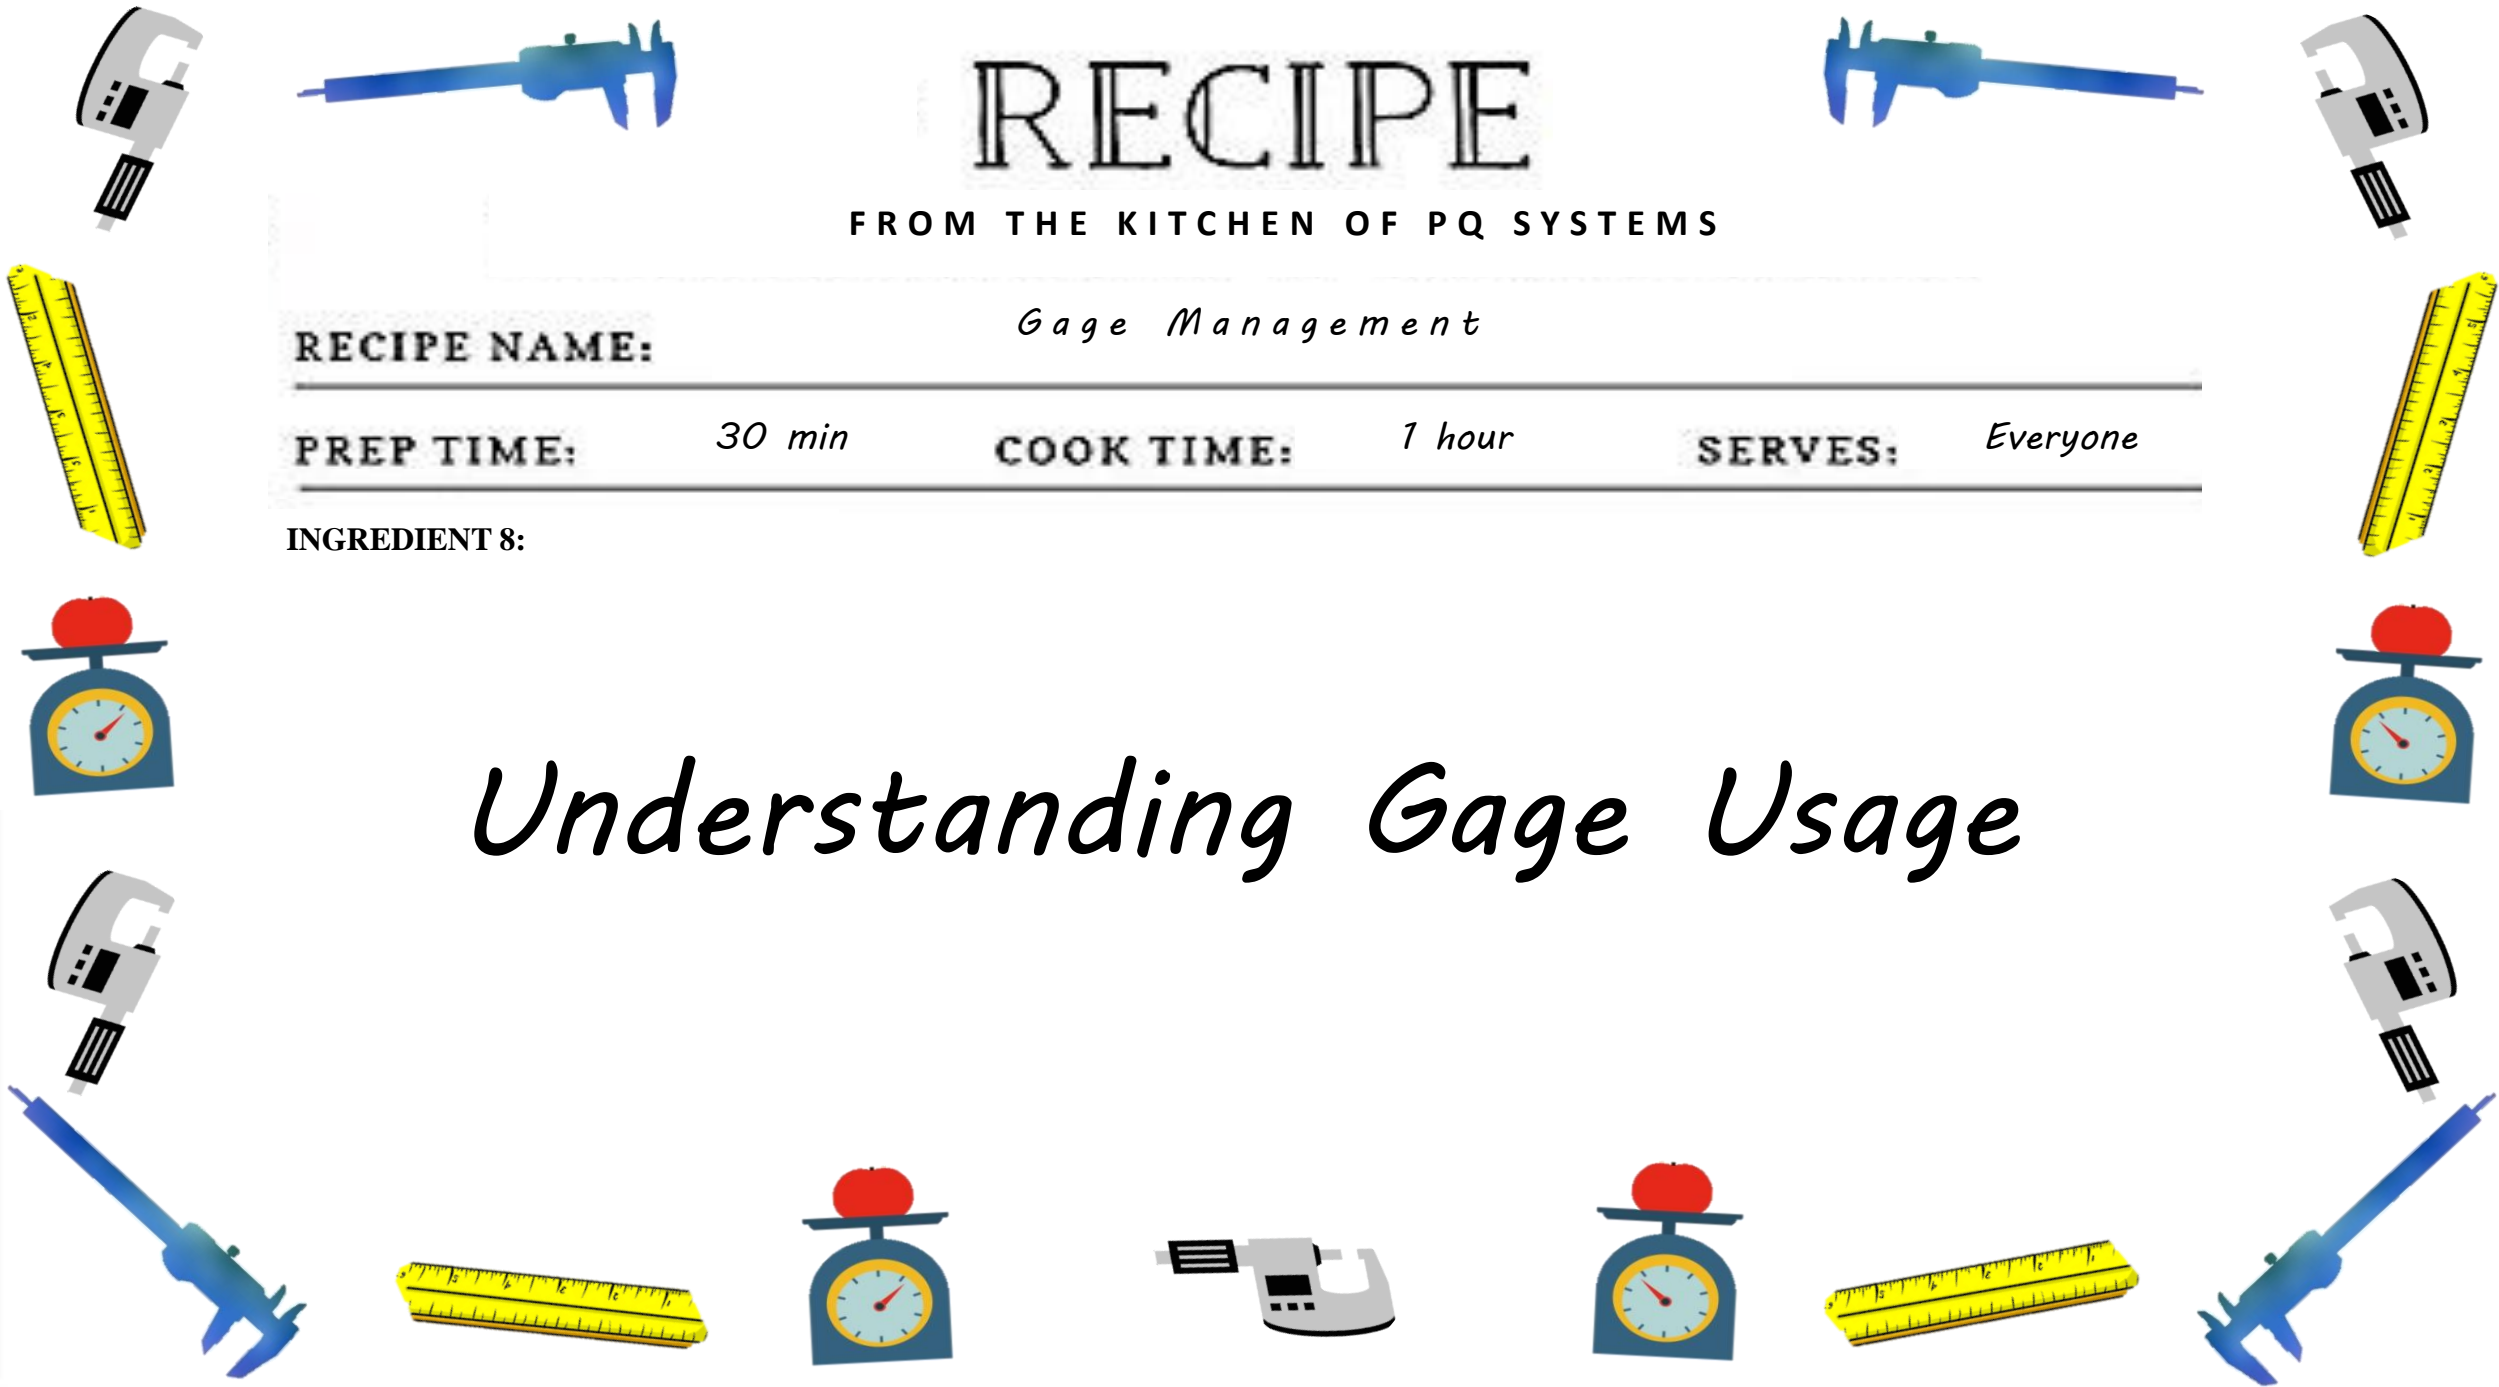 RECIPE
FROM THE KITCHEN OF PQ SYSTEMS
RECIPE NAME: Gage Management
PREP TIME: 30 min COOK TIME: 1 hour SERVES: Everyone
INGREDIENT 8:
Understanding Gage Usage